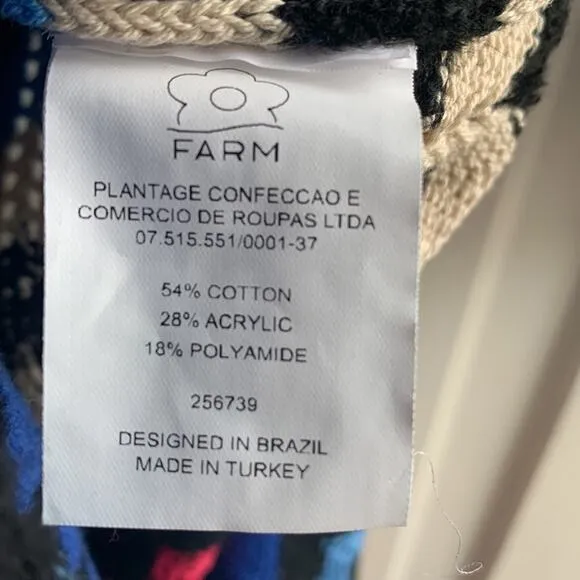 FARM
PLANTAGE CONFECCAO E
COMERCIO DE ROUPAS LTDA
07.515.551/0001-37
54% COTTON
28% ACRYLIC
18% POLYAMIDE
256739
DESIGNED IN BRAZIL
MADE IN TURKEY